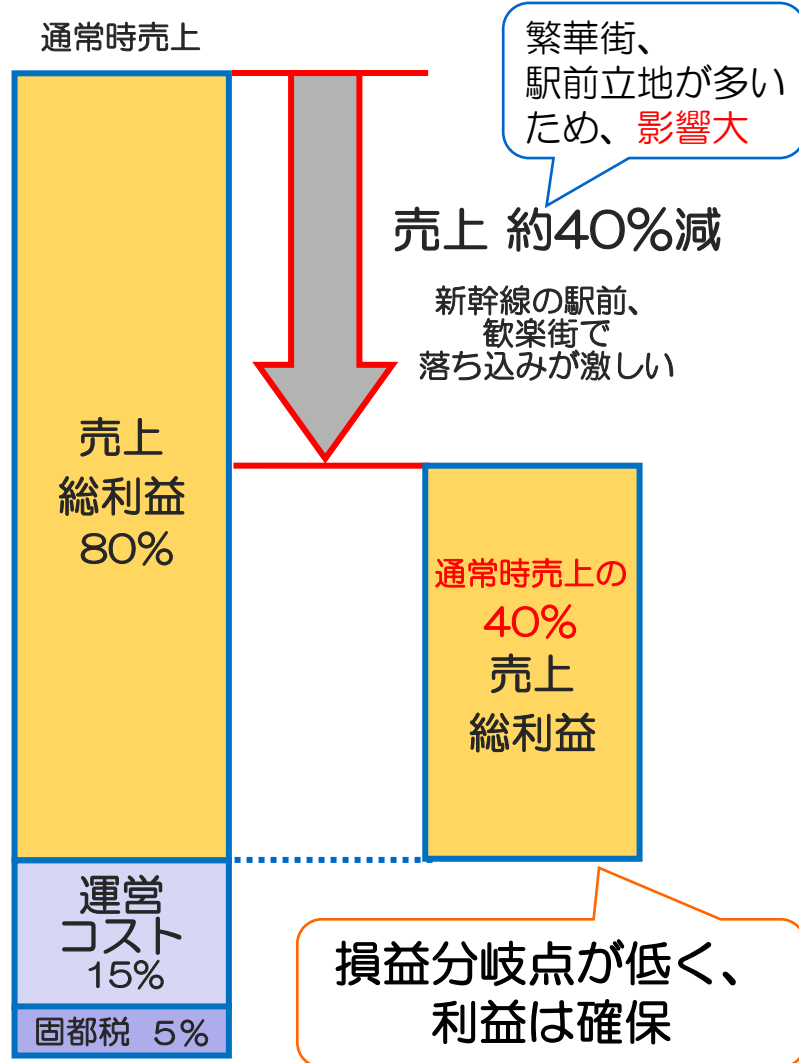 通常時売上
繁華街、
駅前立地が多い
ため、影響大
売上 約40%減
新幹線の駅前、
歓楽街で
落ち込みが激しい
売上
総利益
80%
通常時売上の
40%
売上
総利益
運営
コスト
15%
固都税 5%
損益分岐点が低く、
利益は確保